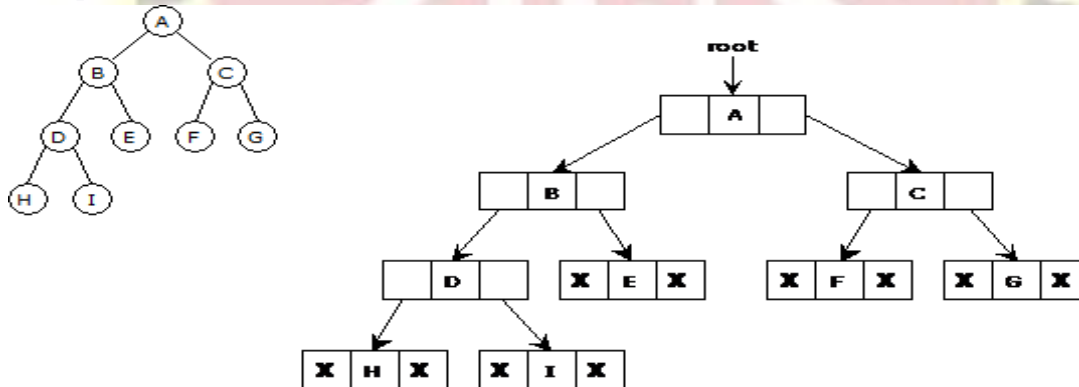 A
root
B C
A
D E F G
B C
H I
X E X X F X X G X
D
X H X X I X